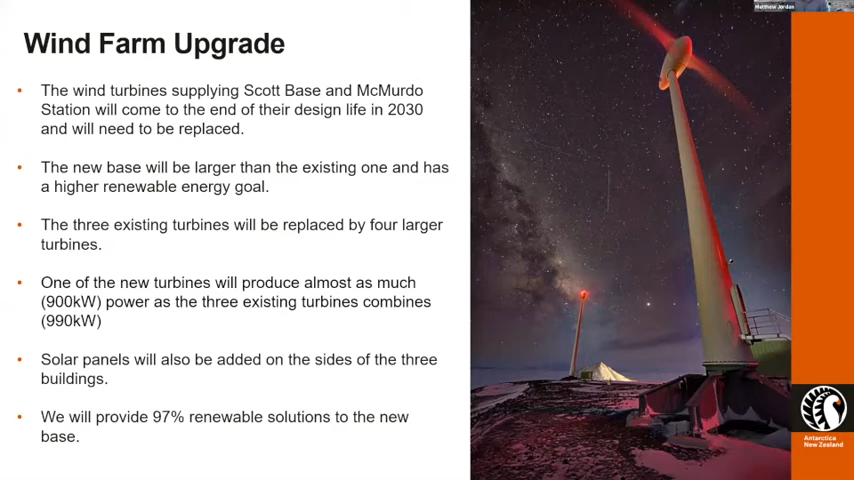 Matthew Jordan
Wind Farm Upgrade
• The wind turbines supplying Scott Base and McMurdo
Station will come to the end of their design life in 2030
and will need to be replaced.
• The new base will be larger than the existing one and has
a higher renewable energy goal.
• The three existing turbines will be replaced by four larger
turbines.
• One of the new turbines will produce almost as much
(900kW) power as the three existing turbines combines
(990kW)
• Solar panels will also be added on the sides of the three
buildings.
• We will provide 97% renewable solutions to the new
base.
Antarctica
New Zealand